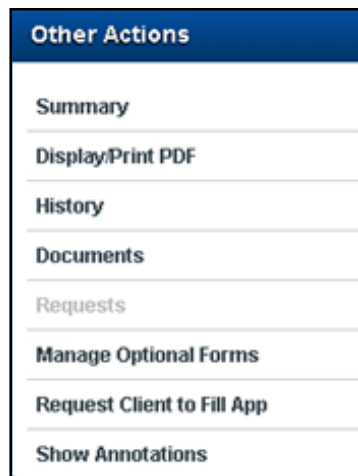 Other Actions
Summary
Display/Print PDF
History
Documents
Requests
Manage Optional Forms
Request Client to Fill App
Show Annotations